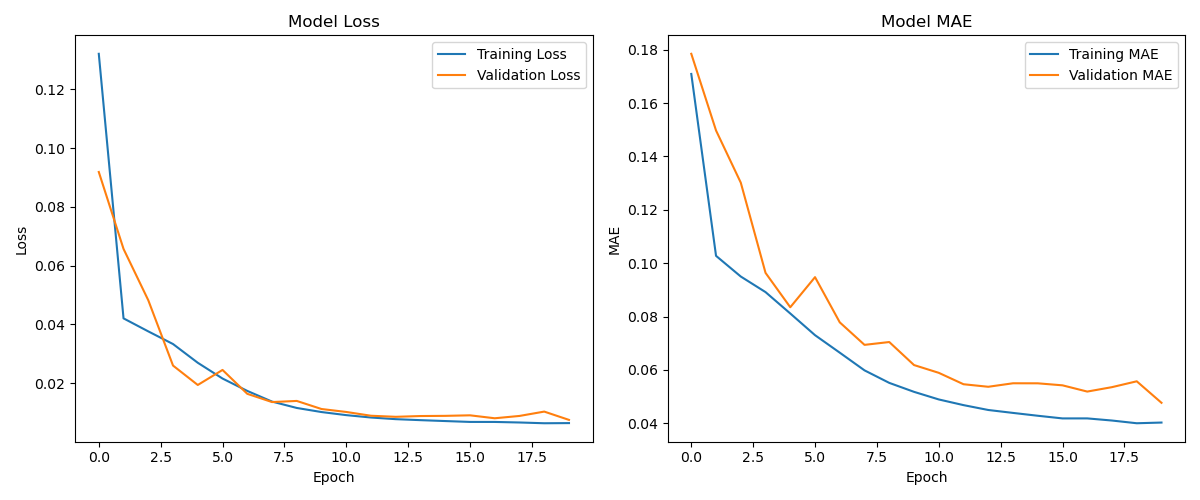 Model Loss
Training Loss
Validation Loss
0.12
0.10
0.08
0.06
0.04
0.02
Loss
0.0 2.5 5.0 7.5 10.0 12.5 15.0 17.5
Epoch
Model MAE
Training MAE
Validation MAE
0.18
0.16
0.14
0.12
0.10
0.08
0.06
0.04
MAE
0.0 2.5 5.0 7.5 10.0 12.5 15.0 17.5
Epoch